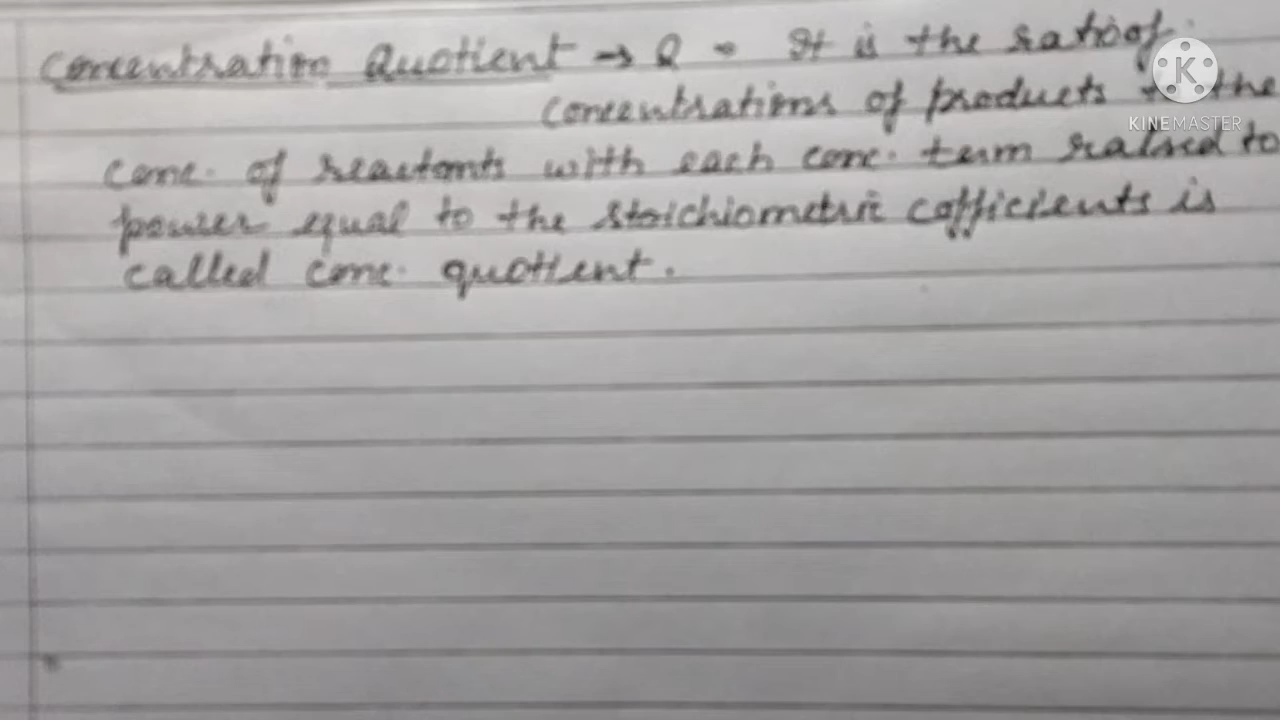 Concentration Quotient → Q - It is the ratio of
concentrations of products to the
conc. of reactants with each conc. term raised to
power equal to the stoichiometric cofficients is
called conc. quotient.
K
KINEMASTER